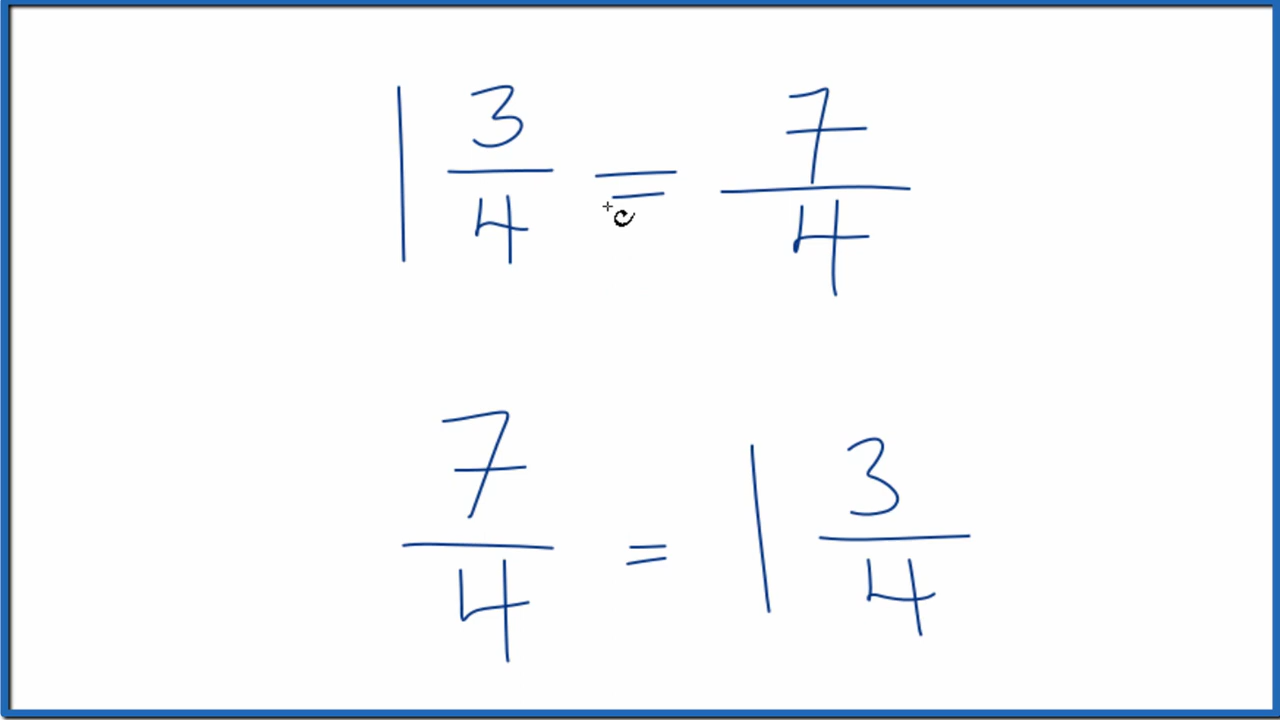 1 3/4 = 7/4
7/4 = 1 3/4